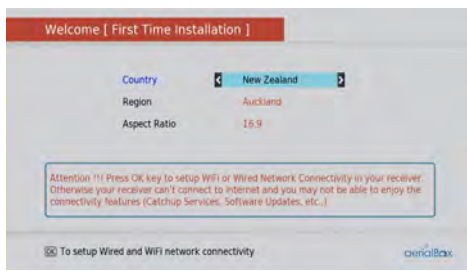 Welcome [ First Time Installation ]
Country New Zealand
Region Auckland
Aspect Ratio 16:9
Attention !!! Press OK key to setup WiFi or Wired Network Connectivity in your receiver.
Otherwise your receiver can't connect to internet and you may not be able to enjoy the
connectivity features (Catchup Services, Software Updates, etc.,)
OK To setup Wired and WiFi network connectivity
aerialBox